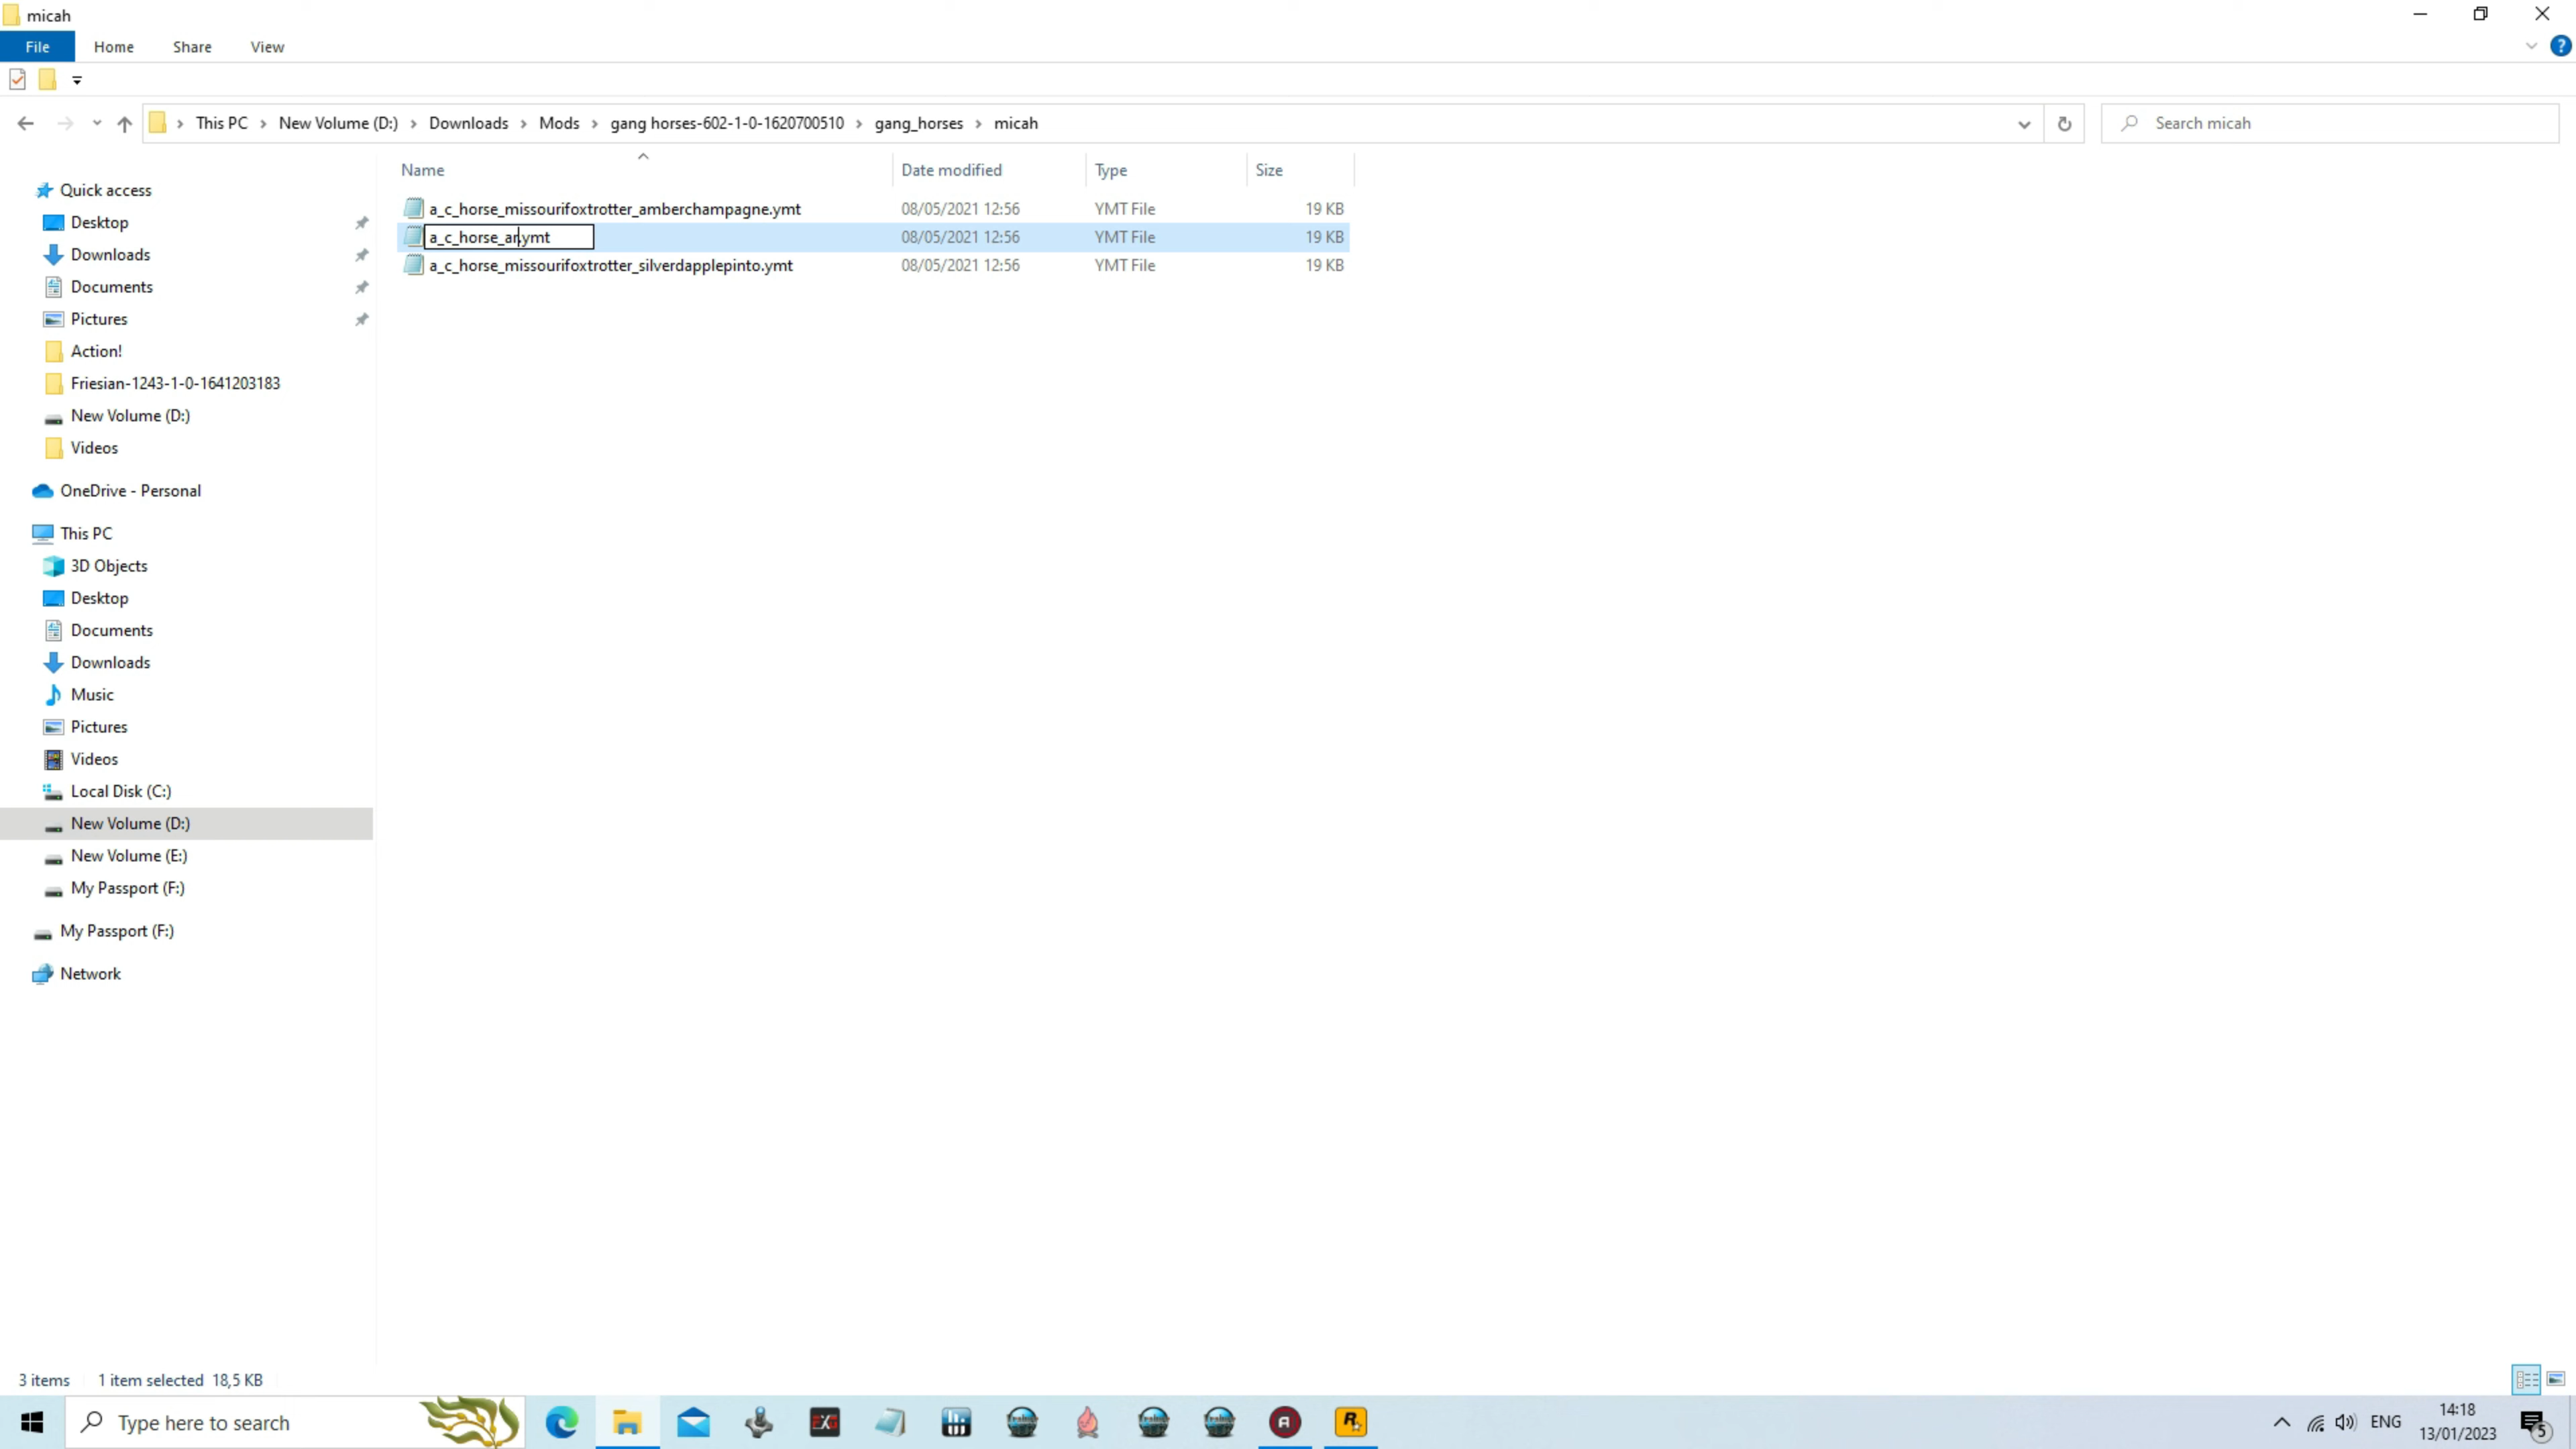 micah
File Home Share View
This PC New Volume (D:) Downloads Mods gang horses-602-1-0-1620700510 gang_horses micah
Search micah
Name Date modified Type Size
a_c_horse_missourifoxtrotter_amberchampagne.ymt 08/05/2021 12:56 YMT File 19 KB
a_c_horse_ar.ymt 08/05/2021 12:56 YMT File 19 KB
a_c_horse_missourifoxtrotter_silverdapplepinto.ymt 08/05/2021 12:56 YMT File 19 KB
Quick access
Desktop
Downloads
Documents
Pictures
Action!
Friesian-1243-1-0-1641203183
New Volume (D:)
Videos
OneDrive - Personal
This PC
3D Objects
Desktop
Documents
Downloads
Music
Pictures
Videos
Local Disk (C:)
New Volume (D:)
New Volume (E:)
My Passport (F:)
My Passport (F:)
Network
3 items 1 item selected 18,5 KB
Type here to search
ENG
14:18
13/01/2023
5